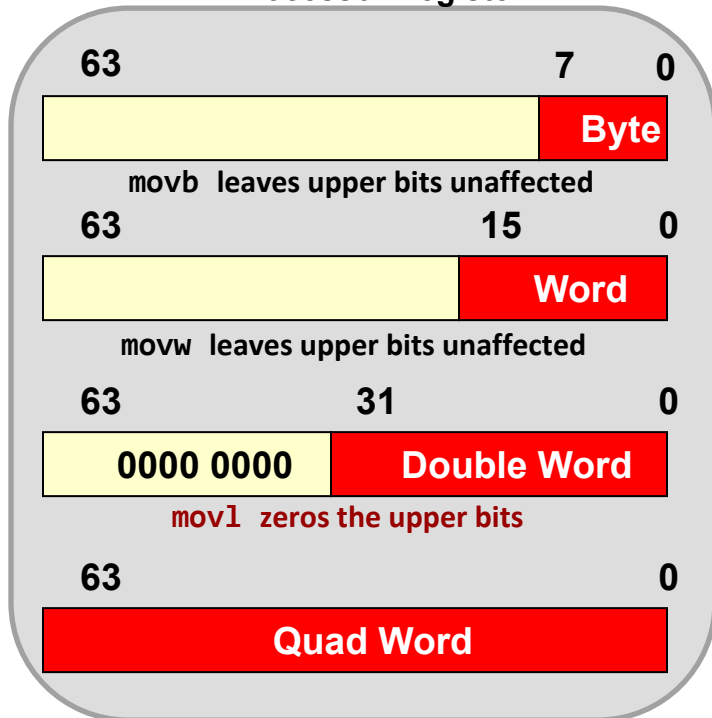 63 7 0
Byte
movb leaves upper bits unaffected
63 15 0
Word
movw leaves upper bits unaffected
63 31 0
0000 0000 Double Word
movl zeros the upper bits
63 0
Quad Word